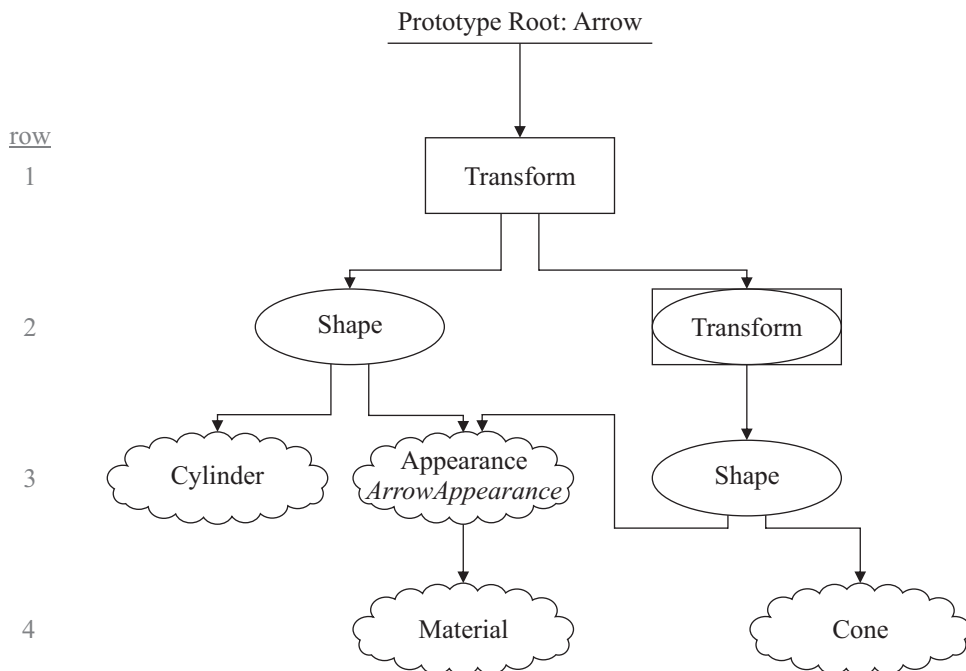 Prototype Root: Arrow
row
1
Transform
2
Shape
Transform
3
Cylinder
Appearance
ArrowAppearance
Shape
4
Material
Cone